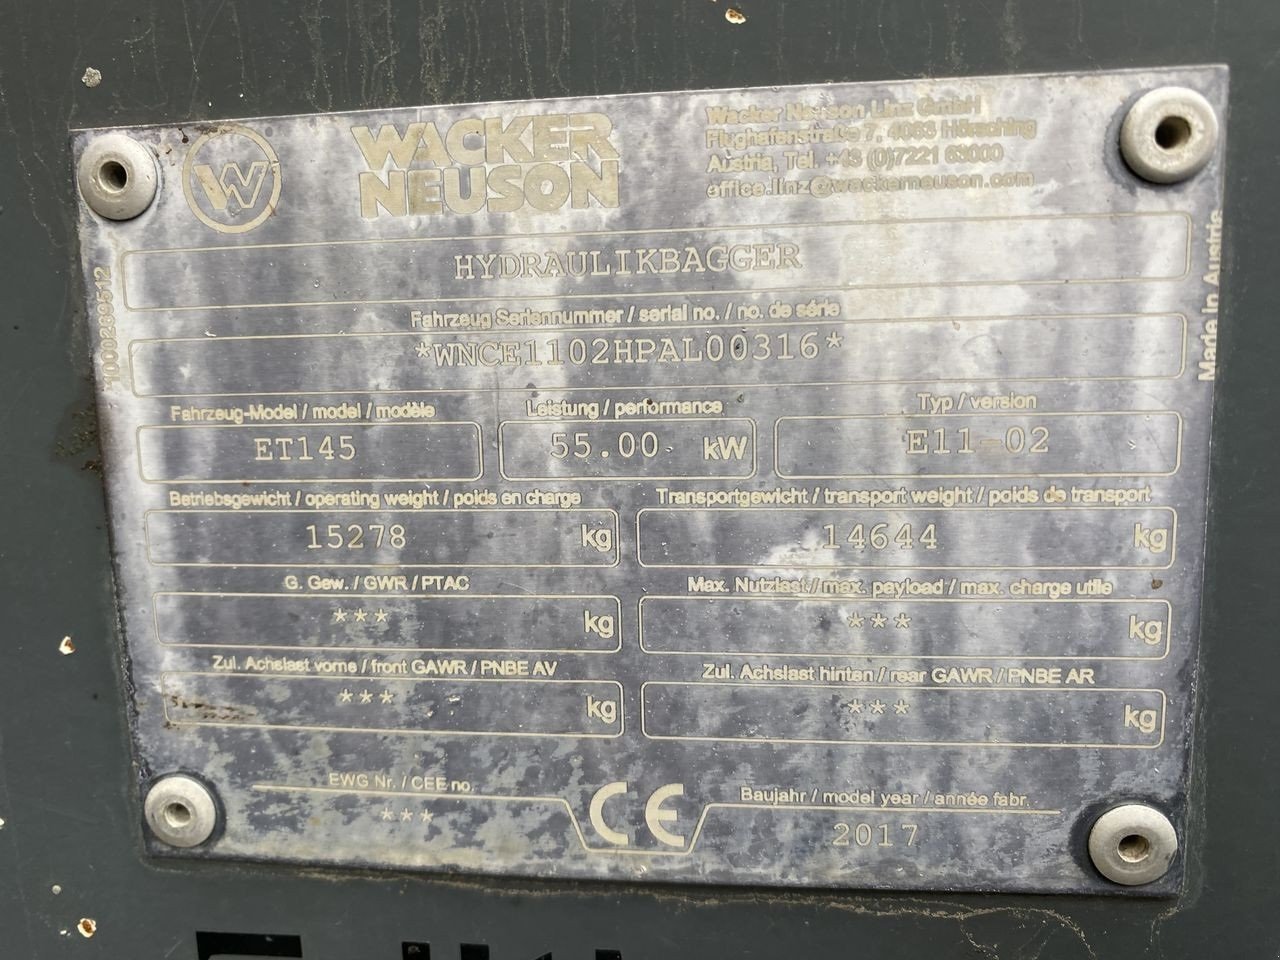 W
WACKER
NEUSON
Wacker Neuson Linz GmbH
Flughafenstraße 7, 4063 Hörsching
Austria, Tel. +43 (0)7221 63000
office.linz@wackerneuson.com
HYDRAULIKBAGGER
Fahrzeug Seriennummer / serial no. / no. de série
*WNCE1102HPAL00316*
Fahrzeug-Model / model / modèle
ET145
Leistung / performance
55.00 kW
Typ / version
E11-02
Betriebsgewicht / operating weight / poids en charge
15278 kg
Transportgewicht / transport weight / poids de transport
14644 kg
G. Gew. / GWR / PTAC
*** kg
Max. Nutzlast / max. payload / max. charge utile
*** kg
Zul. Achslast vorne / front GAWR / PNBE AV
*** kg
Zul. Achslast hinten / rear GAWR / PNBE AR
*** kg
EWG Nr. / CEE no.
***
CE
Baujahr / model year / année fabr.
2017
Made in Austria